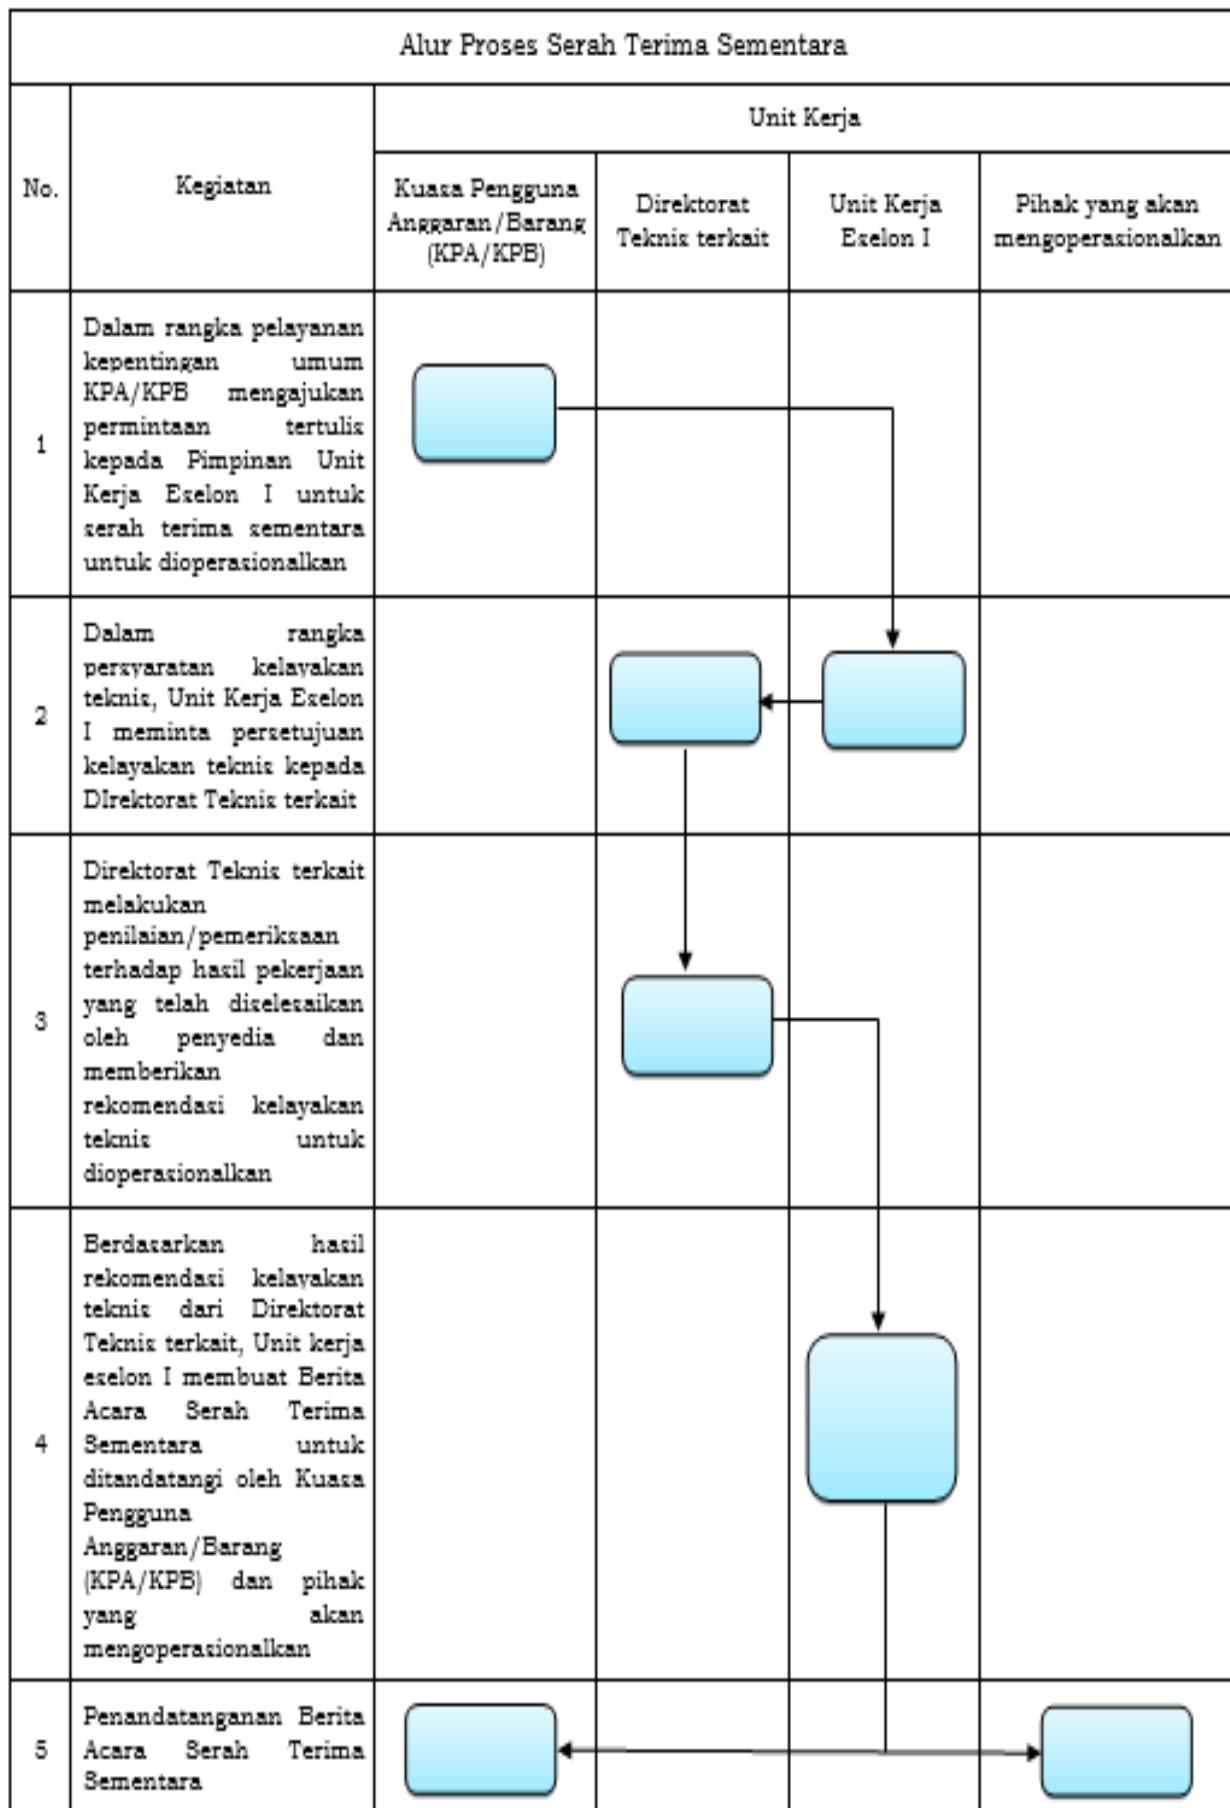 Alur Proses Serah Terima Sementara
No.
Kegiatan
Unit Kerja
Kuasa Pengguna
Anggaran/Barang
(KPA/KPB)
Direktorat
Teknis terkait
Unit Kerja
Eselon I
Pihak yang akan
mengoperasionalkan
1
Dalam rangka pelayanan
kepentingan umum
KPA/KPB mengajukan
permintaan tertulis
kepada Pimpinan Unit
Kerja Eselon I untuk
serah terima sementara
untuk dioperasionalkan
2
Dalam rangka
persyaratan kelayakan
teknis, Unit Kerja Eselon
I meminta persetujuan
kelayakan teknis kepada
DIrektorat Teknis terkait
3
Direktorat Teknis terkait
melakukan
penilaian/pemeriksaan
terhadap hasil pekerjaan
yang telah diselesaikan
oleh penyedia dan
memberikan
rekomendasi kelayakan
teknis untuk
dioperasionalkan
4
Berdasarkan hasil
rekomendasi kelayakan
teknis dari Direktorat
Teknis terkait, Unit kerja
eselon I membuat Berita
Acara Serah Terima
Sementara untuk
ditandatangi oleh Kuasa
Pengguna
Anggaran/Barang
(KPA/KPB) dan pihak
yang akan
mengoperasionalkan
5
Penandatanganan Berita
Acara Serah Terima
Sementara